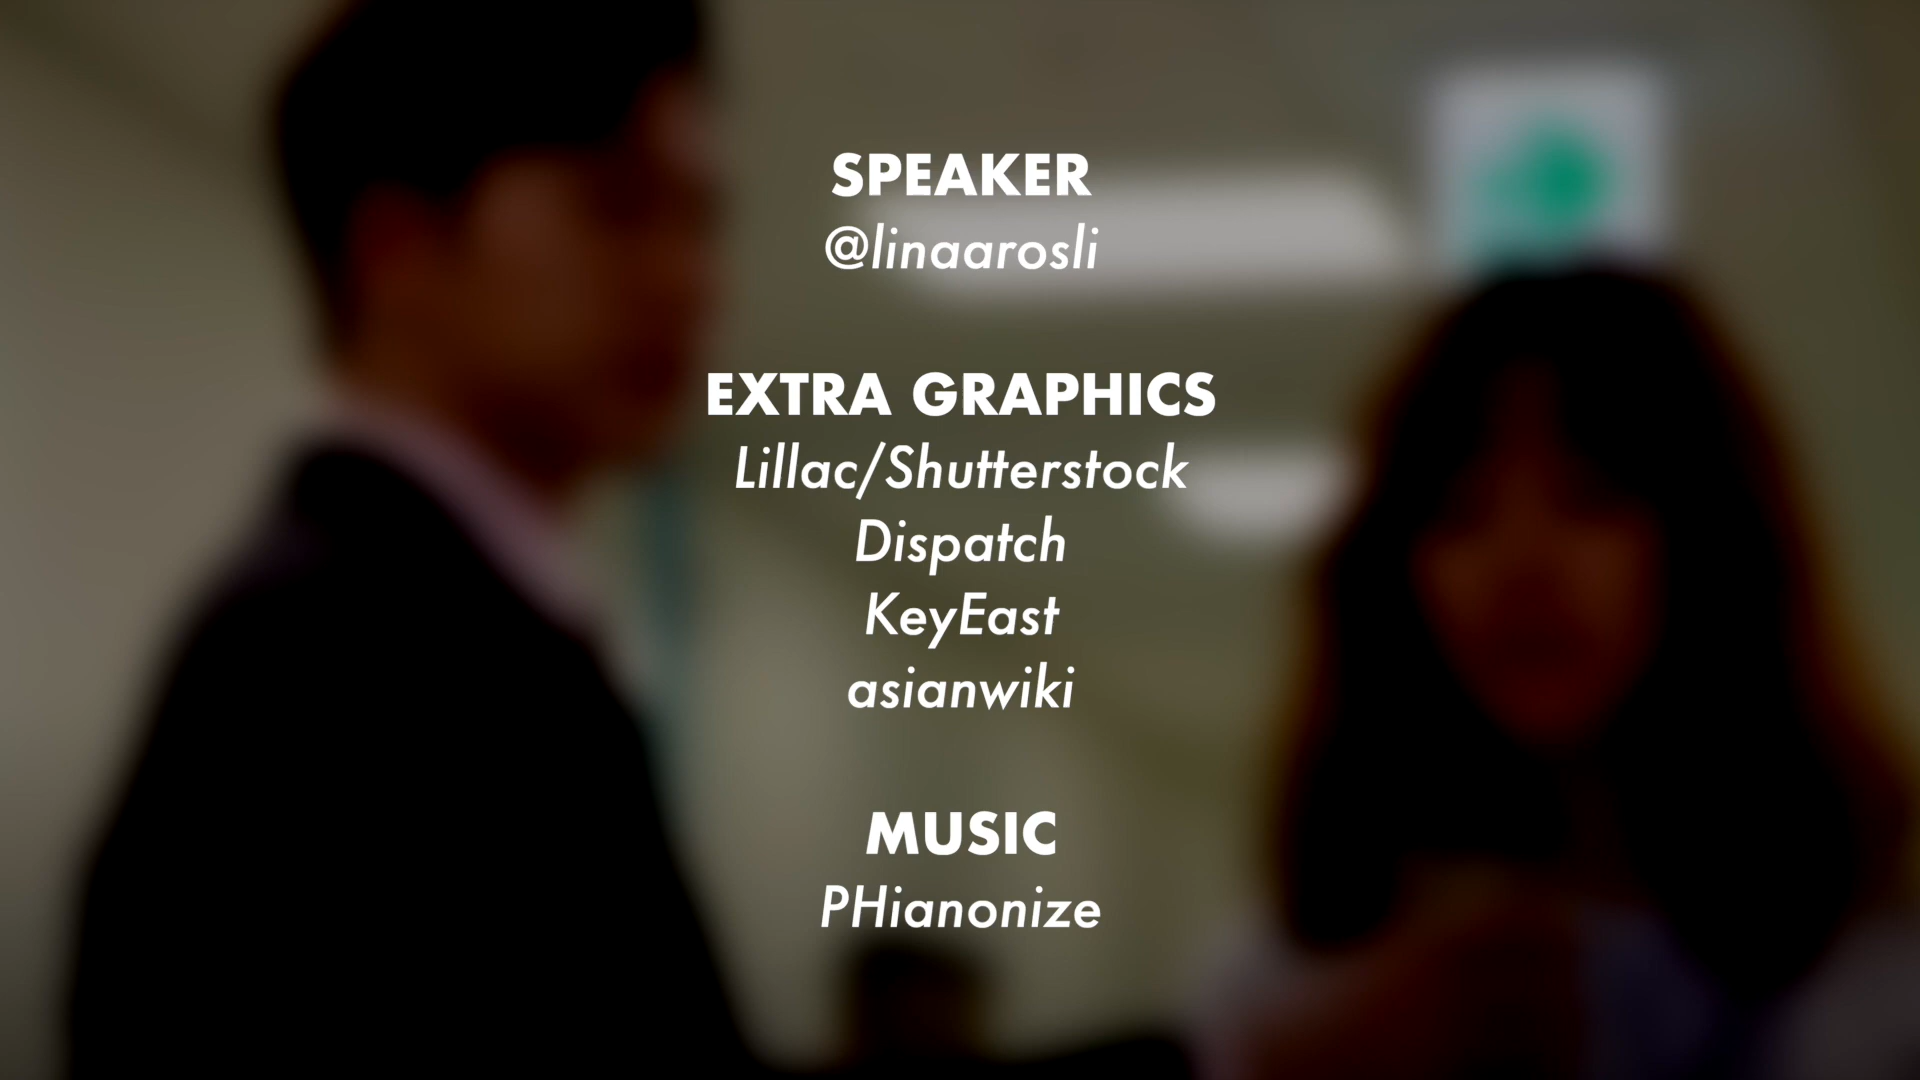 SPEAKER
@linaarosli
EXTRA GRAPHICS
Lillac/Shutterstock
Dispatch
KeyEast
asianwiki
MUSIC
PHianonize